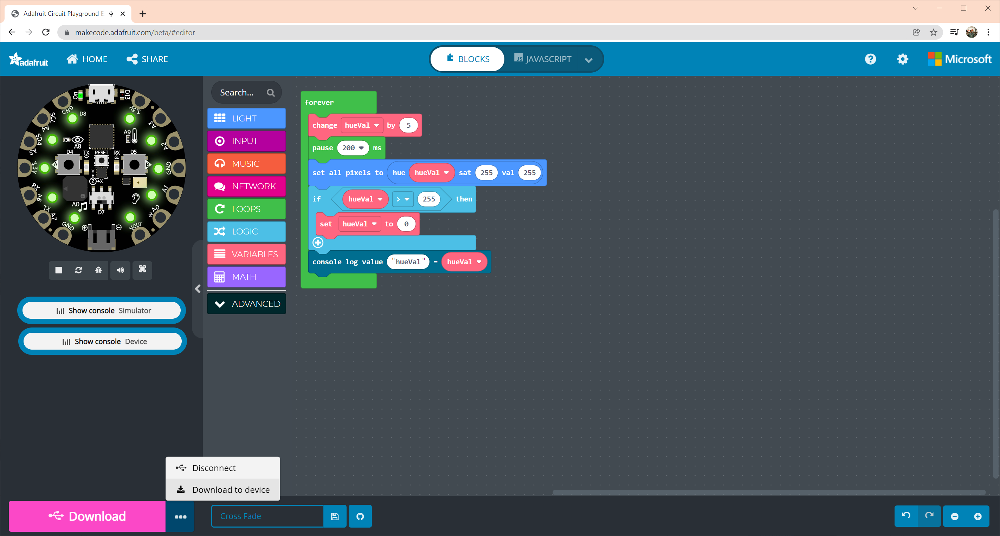 Adafruit Circuit Playground E
makecode.adafruit.com/beta/#editor
adafruit
HOME
SHARE
BLOCKS
JS JAVASCRIPT
Microsoft
On
D13
GND
D8
3.3V
SCL
A4
A3
SDA
A5
A8
A9
A2
D4
TX
RESET
RX
D5
3.3V
A
B
GND
Y
Z
X
RX
A6
A1
A0
TX
A7
D7
A0
GND
VOUT
Show console Simulator
Show console Device
Search...
LIGHT
INPUT
MUSIC
NETWORK
LOOPS
LOGIC
VARIABLES
MATH
ADVANCED
forever
change hueVal by 5
pause 200 ms
set all pixels to hue hueVal sat 255 val 255
if hueVal > 255 then
set hueVal to 0
console log value "hueVal" = hueVal
Disconnect
Download to device
Download
Cross Fade